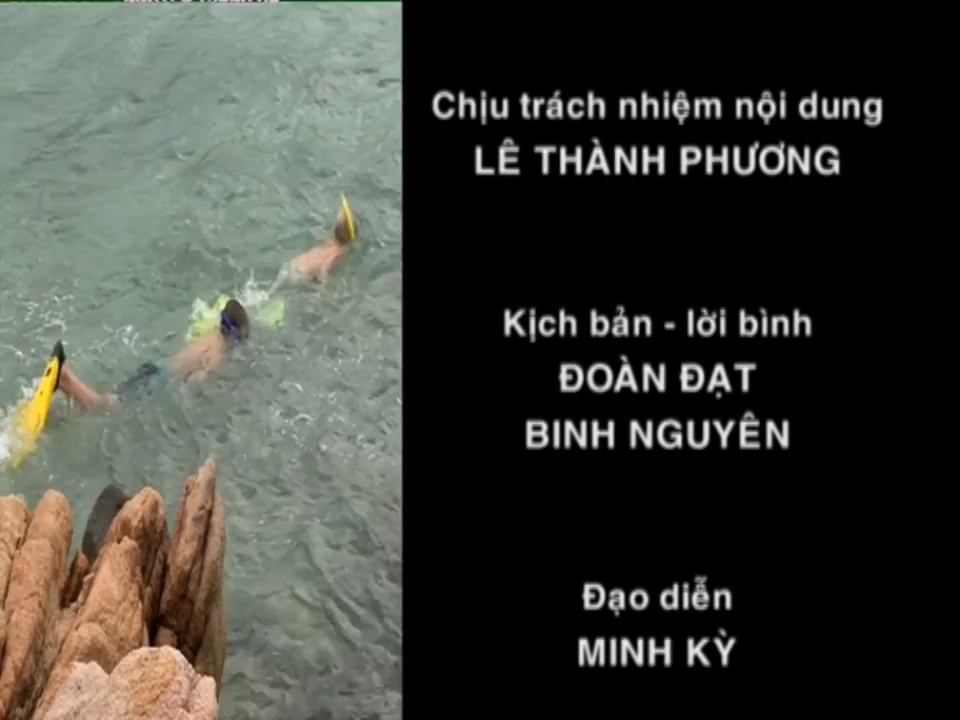 Chịu trách nhiệm nội dung
LÊ THÀNH PHƯƠNG
Kịch bản - lời bình
ĐOÀN ĐẠT
BINH NGUYÊN
Đạo diễn
MINH KỲ